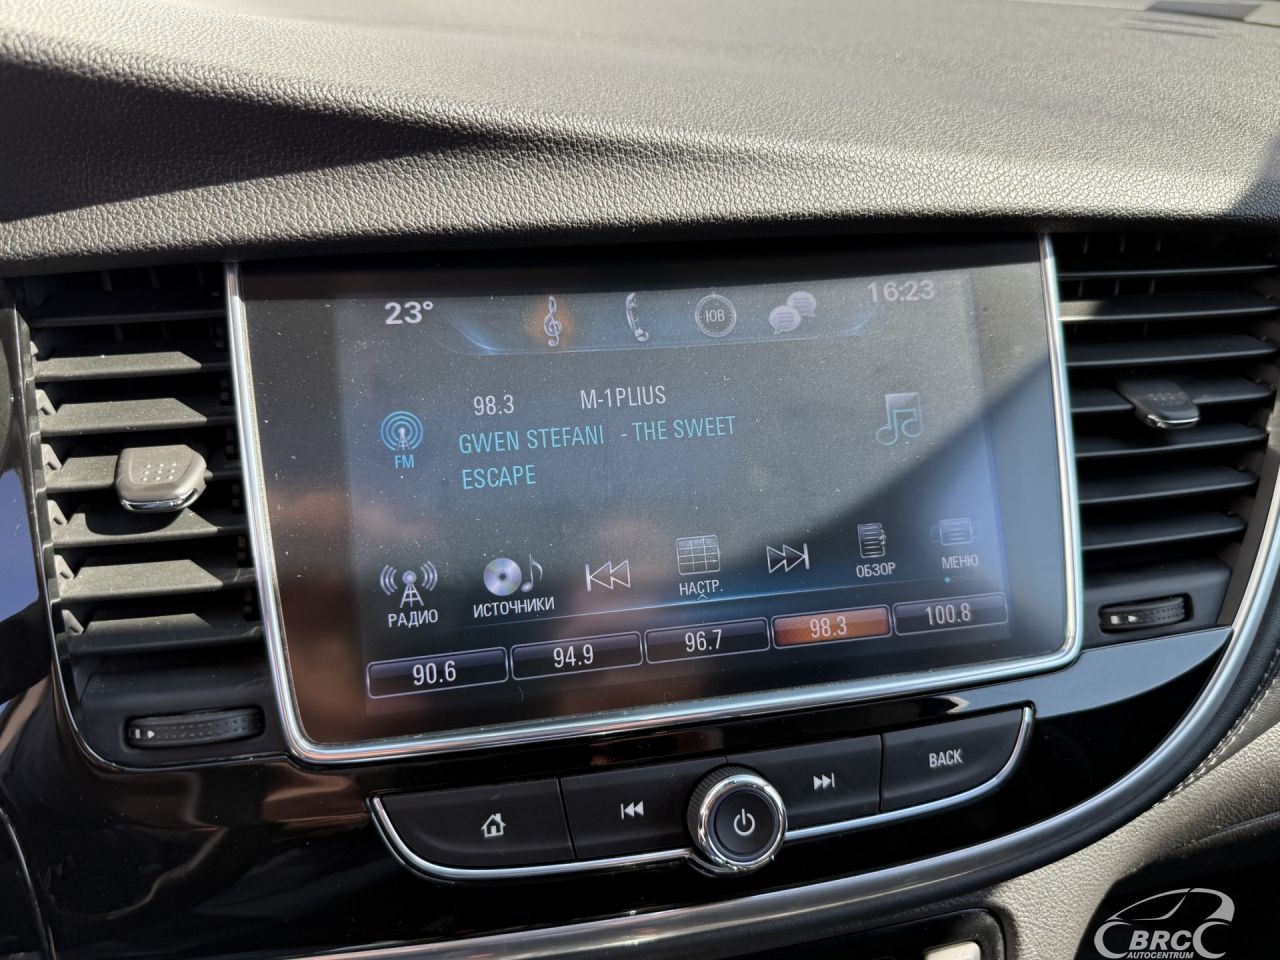 23°
ЮВ
16:23
98.3 M-1PLIUS
FM
GWEN STEFANI - THE SWEET
ESCAPE
РАДИО
ИСТОЧНИКИ
НАСТР.
ОБЗОР
МЕНЮ
90.6
94.9
96.7
98.3
100.8
BACK
BRC
AUTOCENTRUM